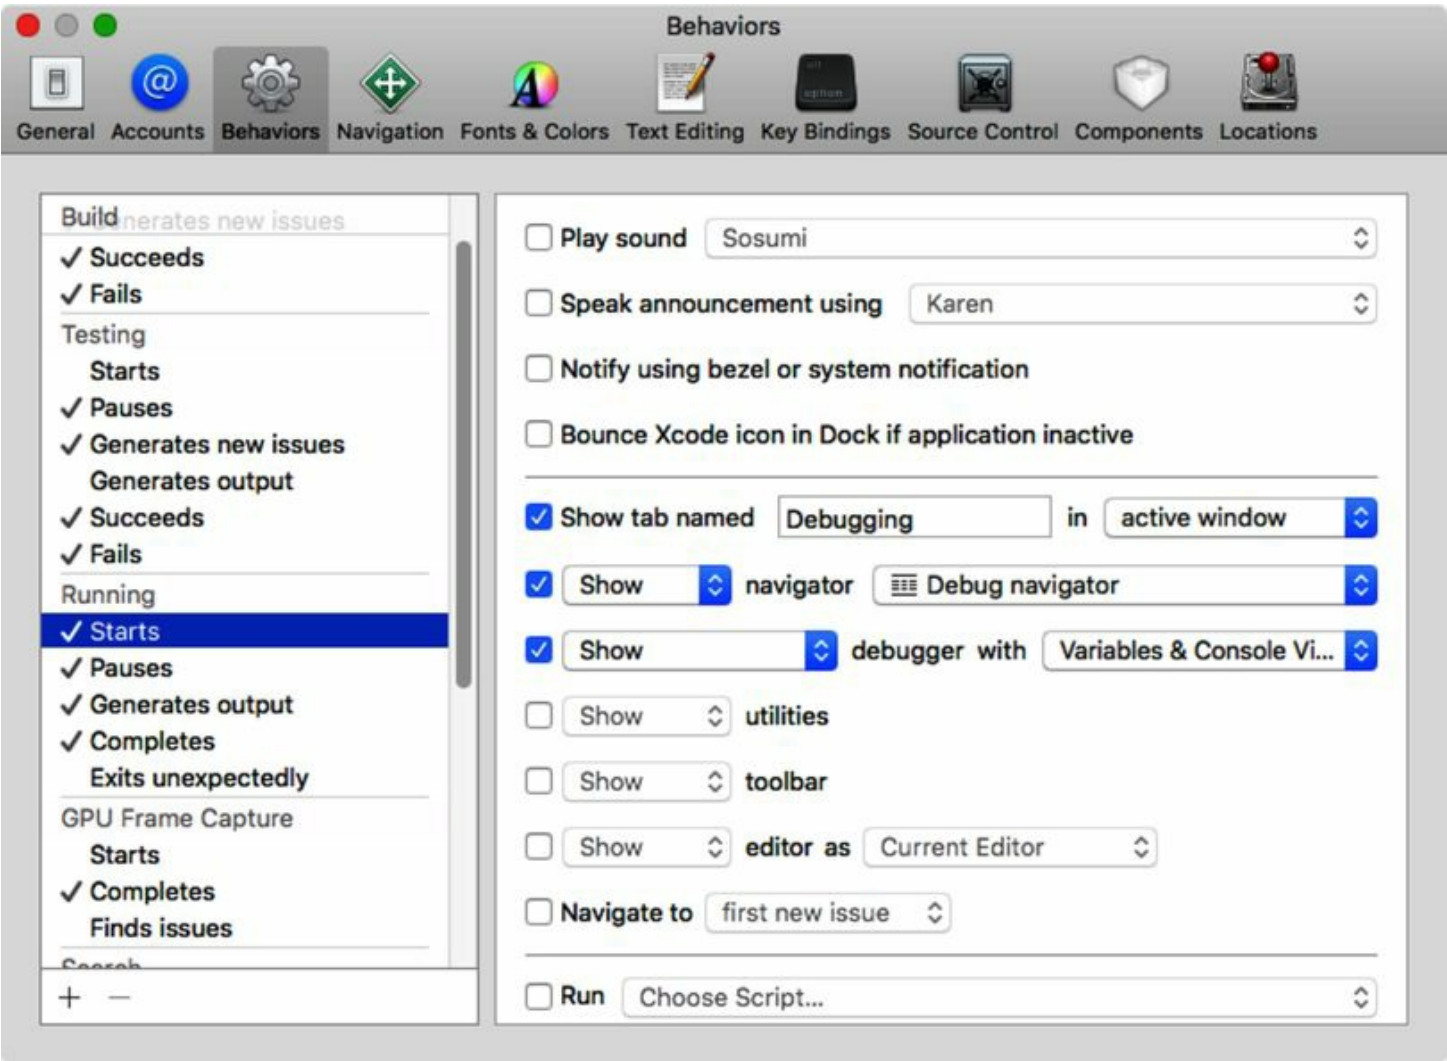 Behaviors
General Accounts Behaviors Navigation Fonts & Colors Text Editing Key Bindings Source Control Components Locations
Build
Generates new issues
✓ Succeeds
✓ Fails
Testing
Starts
✓ Pauses
✓ Generates new issues
Generates output
✓ Succeeds
✓ Fails
Running
✓ Starts
✓ Pauses
✓ Generates output
✓ Completes
Exits unexpectedly
GPU Frame Capture
Starts
✓ Completes
Finds issues
Search
+ −
Play sound Sosumi
Speak announcement using Karen
Notify using bezel or system notification
Bounce Xcode icon in Dock if application inactive
Show tab named Debugging in active window
Show navigator Debug navigator
Show debugger with Variables & Console Vi...
Show utilities
Show toolbar
Show editor as Current Editor
Navigate to first new issue
Run Choose Script...